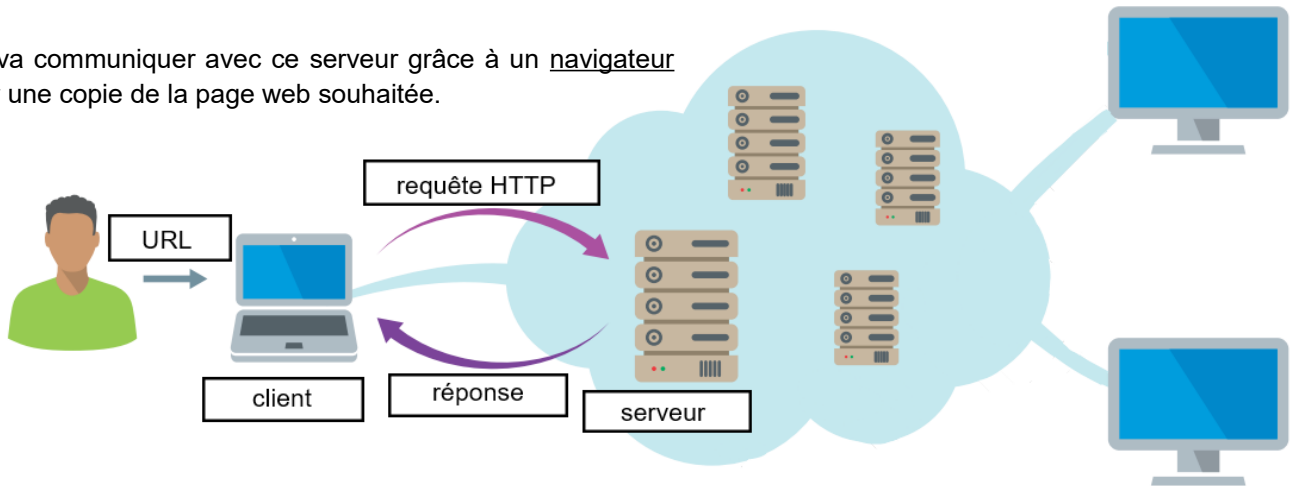 va communiquer avec ce serveur grâce à un navigateur
une copie de la page web souhaitée.
requête HTTP
URL
client
réponse
serveur